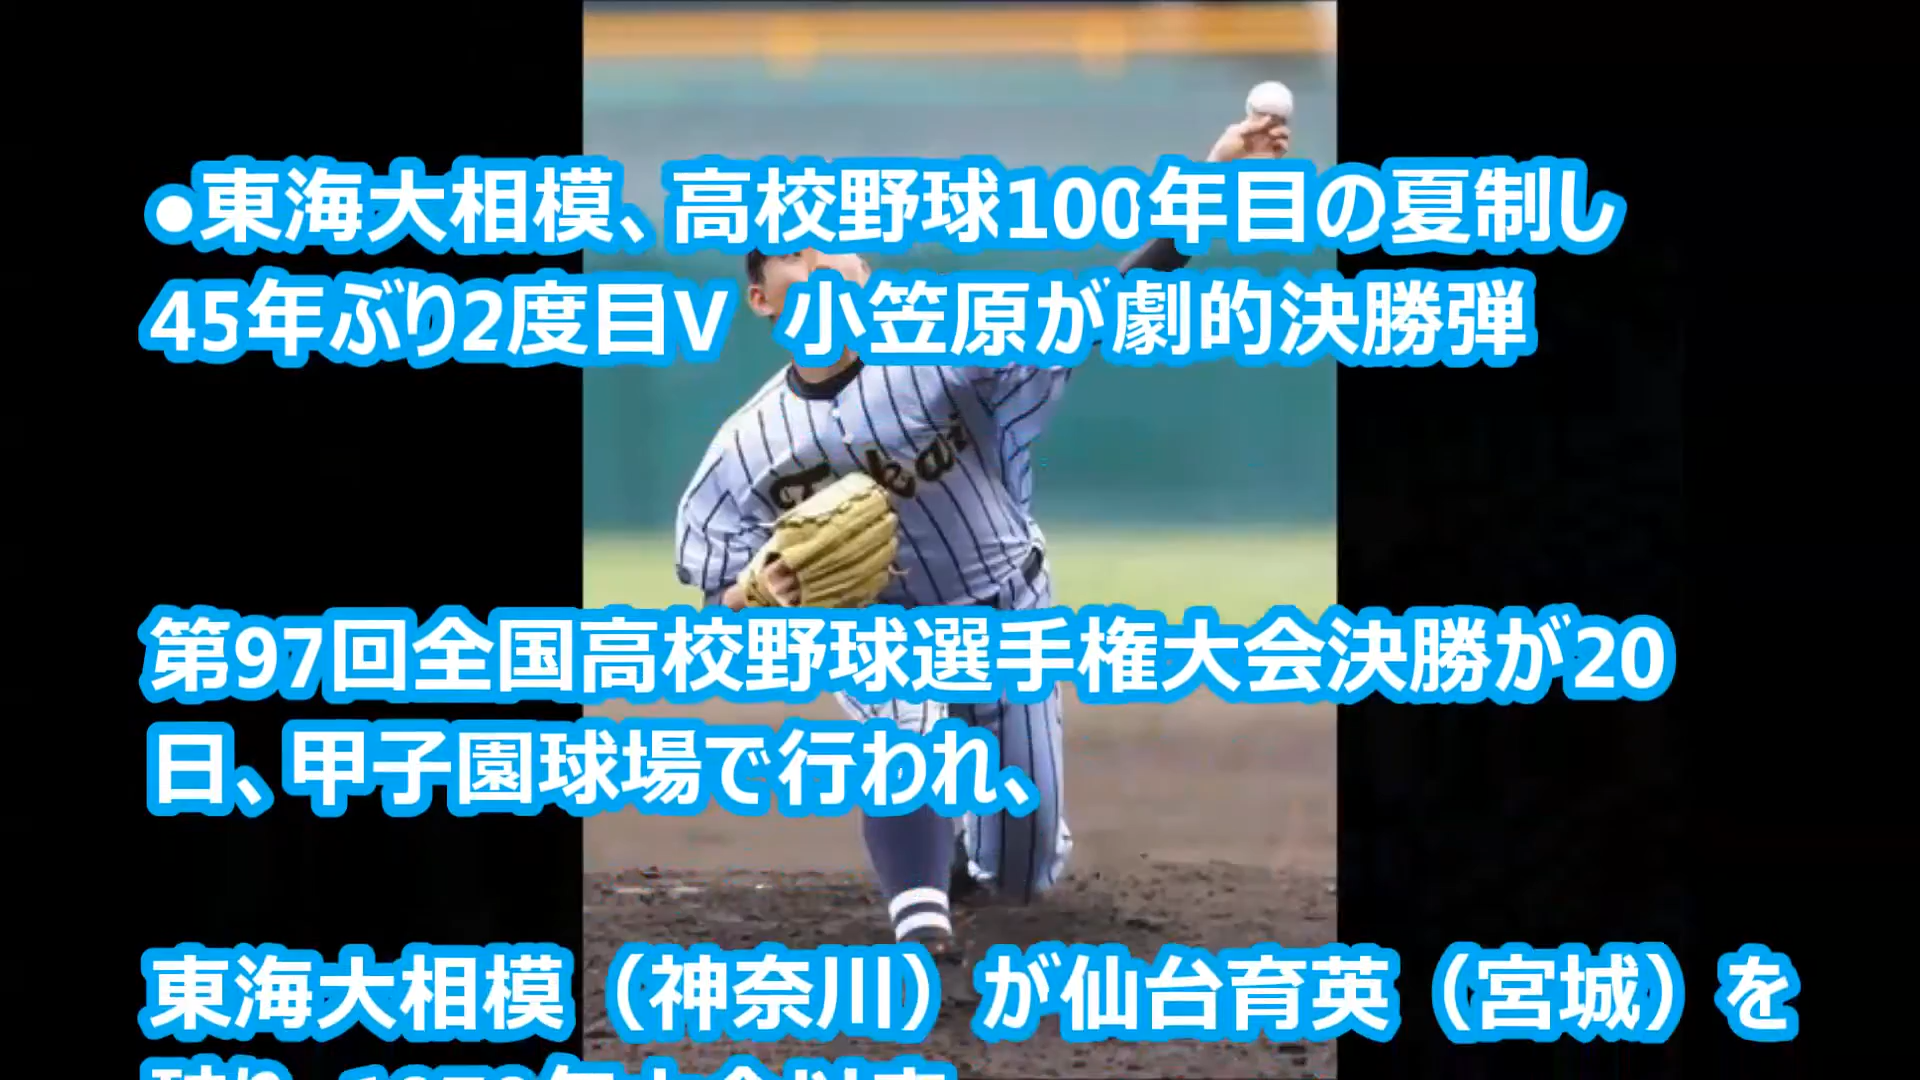 ●東海大相模、高校野球100年目の夏制し
45年ぶり2度目V　小笠原が劇的決勝弾
第97回全国高校野球選手権大会決勝が20
日、甲子園球場で行われ、
東海大相模（神奈川）が仙台育英（宮城）を